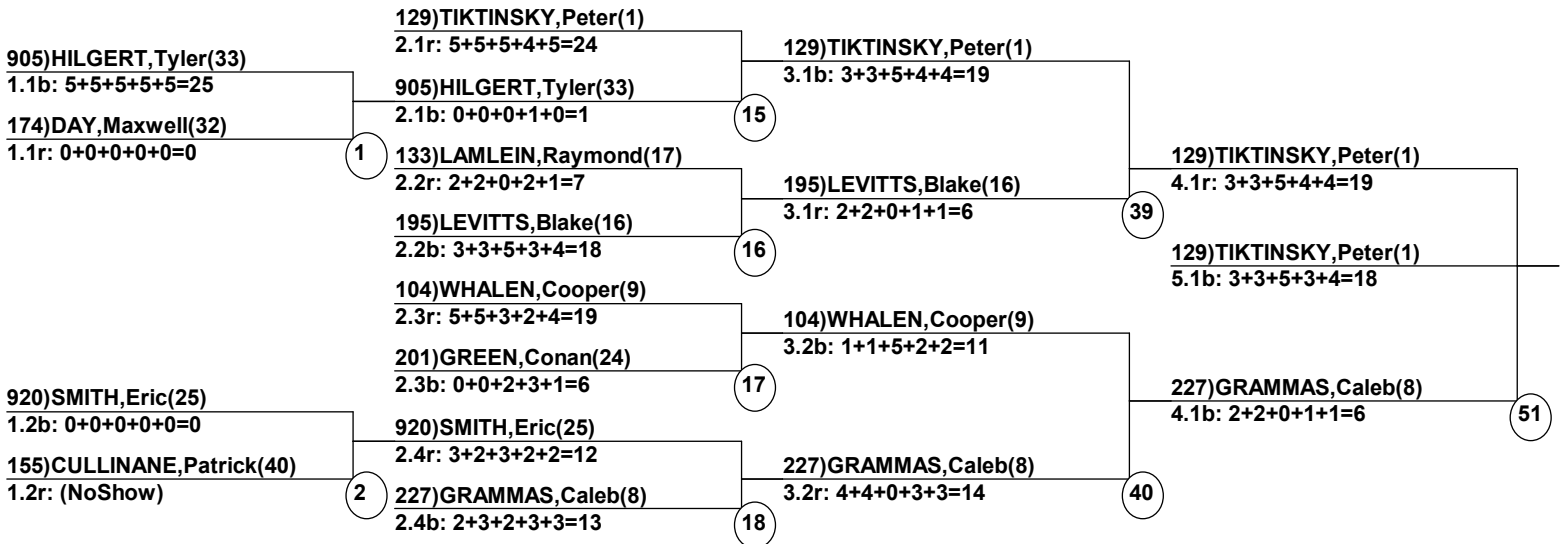 905)HILGERT,Tyler(33)
1.1b: 5+5+5+5+5=25
174)DAY,Maxwell(32)
1.1r: 0+0+0+0+0=0
1
920)SMITH,Eric(25)
1.2b: 0+0+0+0+0=0
155)CULLINANE,Patrick(40)
1.2r: (NoShow)
2
129)TIKTINSKY,Peter(1)
2.1r: 5+5+5+4+5=24
905)HILGERT,Tyler(33)
2.1b: 0+0+0+1+0=1
15
133)LAMLEIN,Raymond(17)
2.2r: 2+2+0+2+1=7
195)LEVITTS,Blake(16)
2.2b: 3+3+5+3+4=18
16
104)WHALEN,Cooper(9)
2.3r: 5+5+3+2+4=19
201)GREEN,Conan(24)
2.3b: 0+0+2+3+1=6
17
920)SMITH,Eric(25)
2.4r: 3+2+3+2+2=12
227)GRAMMAS,Caleb(8)
2.4b: 2+3+2+3+3=13
18
129)TIKTINSKY,Peter(1)
3.1b: 3+3+5+4+4=19
195)LEVITTS,Blake(16)
3.1r: 2+2+0+1+1=6
39
104)WHALEN,Cooper(9)
3.2b: 1+1+5+2+2=11
227)GRAMMAS,Caleb(8)
3.2r: 4+4+0+3+3=14
40
129)TIKTINSKY,Peter(1)
4.1r: 3+3+5+4+4=19
129)TIKTINSKY,Peter(1)
5.1b: 3+3+5+3+4=18
227)GRAMMAS,Caleb(8)
4.1b: 2+2+0+1+1=6
51